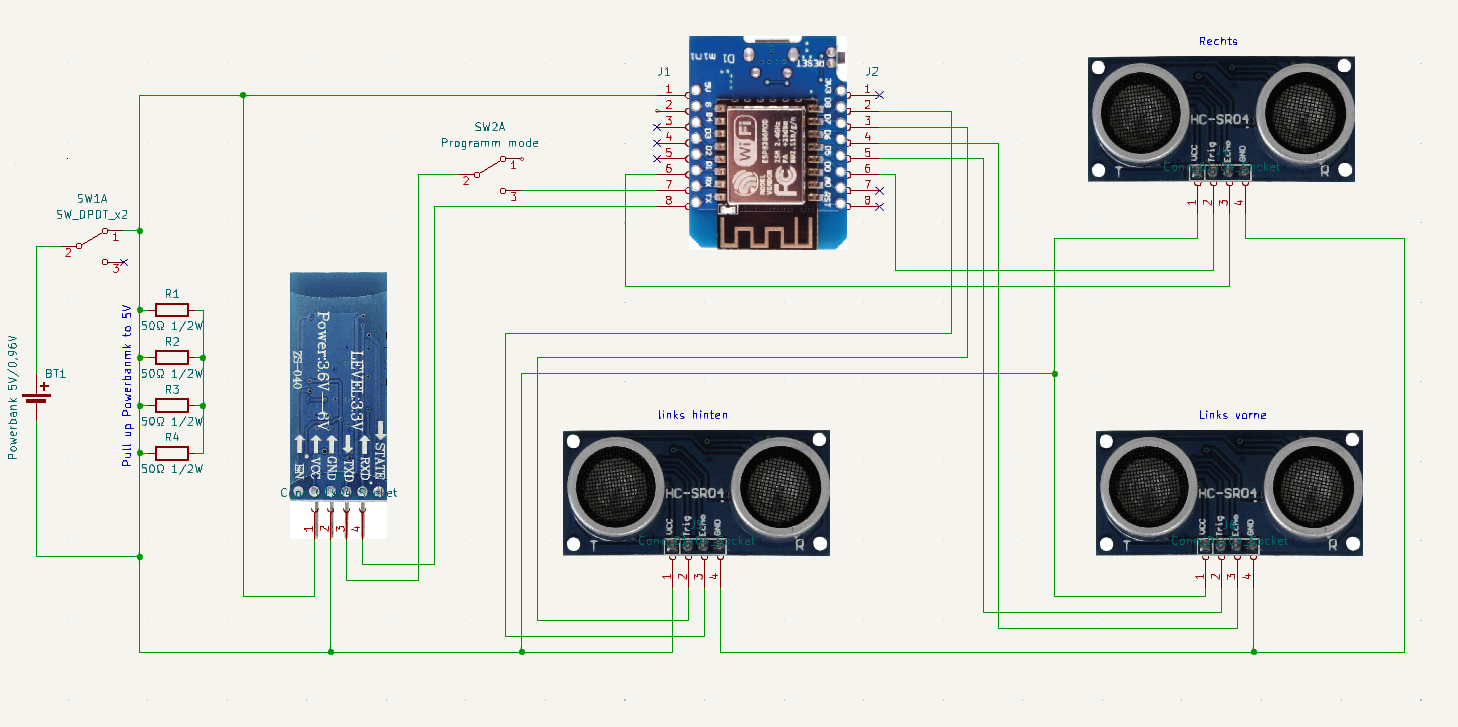 Rechts
J1
J2
D1 mini
RESET
1
2
3
4
5
6
7
8
5V
G
D4
D3
D2
D1
RX
TX
3V3
D8
D7
D6
D5
D0
A0
RST
1
2
3
4
5
6
7
8
WiFi
ESP8266MOD
FC
HC-SR04
VCC
Trig
Echo
GND
T
R
1
2
3
4
SW2A
Programm mode
1
2
3
SW1A
SW_DPDT_x2
1
2
3
R1
50Ω 1/2W
R2
50Ω 1/2W
R3
50Ω 1/2W
R4
50Ω 1/2W
Pull up Powerbanmk to 5V
BT1
+
Powerbank 5V/0,96V
ZS-040
Power:3.6V--6V
LEVEL:3.3V
EN
VCC
GND
TXD
RXD
STATE
1
2
3
4
links hinten
HC-SR04
VCC
Trig
Echo
GND
T
R
1
2
3
4
Links vorne
HC-SR04
VCC
Trig
Echo
GND
T
R
1
2
3
4